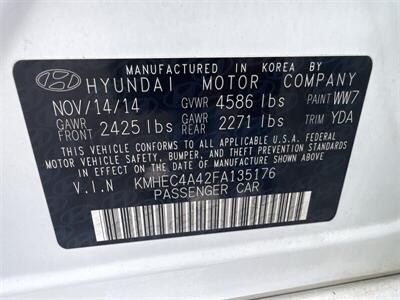 MANUFACTURED IN KOREA BY
HYUNDAI MOTOR COMPANY
NOV/14/14 GVWR 4586 lbs PAINT WW7
GAWR FRONT 2425 lbs GAWR REAR 2271 lbs TRIM YDA
THIS VEHICLE CONFORMS TO ALL APPLICABLE U.S.A. FEDERAL
MOTOR VEHICLE SAFETY, BUMPER, AND THEFT PREVENTION
STANDARDS IN EFFECT ON THE DATE OF MANUFACTURE SHOWN ABOVE.
V.I.N KMHEC4A42FA135176
PASSENGER CAR